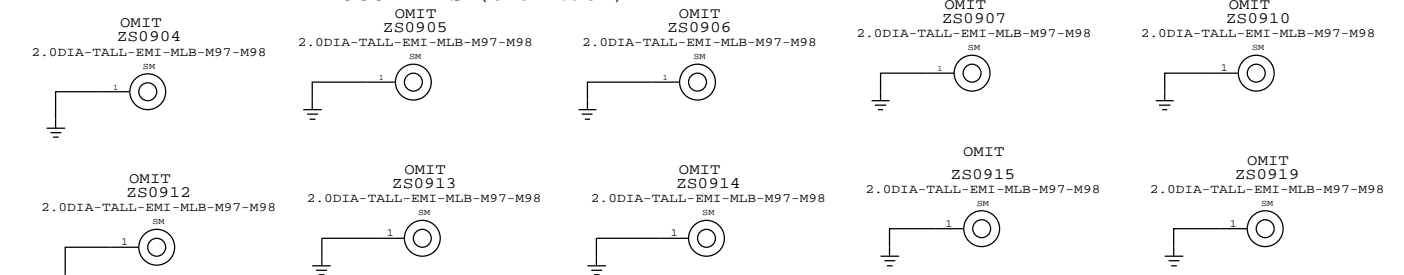 OMIT
ZS0904
2.0DIA-TALL-EMI-MLB-M97-M98
SM
1
OMIT
ZS0905
2.0DIA-TALL-EMI-MLB-M97-M98
SM
1
OMIT
ZS0906
2.0DIA-TALL-EMI-MLB-M97-M98
SM
1
OMIT
ZS0907
2.0DIA-TALL-EMI-MLB-M97-M98
SM
1
OMIT
ZS0910
2.0DIA-TALL-EMI-MLB-M97-M98
SM
1
OMIT
ZS0912
2.0DIA-TALL-EMI-MLB-M97-M98
SM
1
OMIT
ZS0913
2.0DIA-TALL-EMI-MLB-M97-M98
SM
1
OMIT
ZS0914
2.0DIA-TALL-EMI-MLB-M97-M98
SM
1
OMIT
ZS0915
2.0DIA-TALL-EMI-MLB-M97-M98
SM
1
OMIT
ZS0919
2.0DIA-TALL-EMI-MLB-M97-M98
SM
1